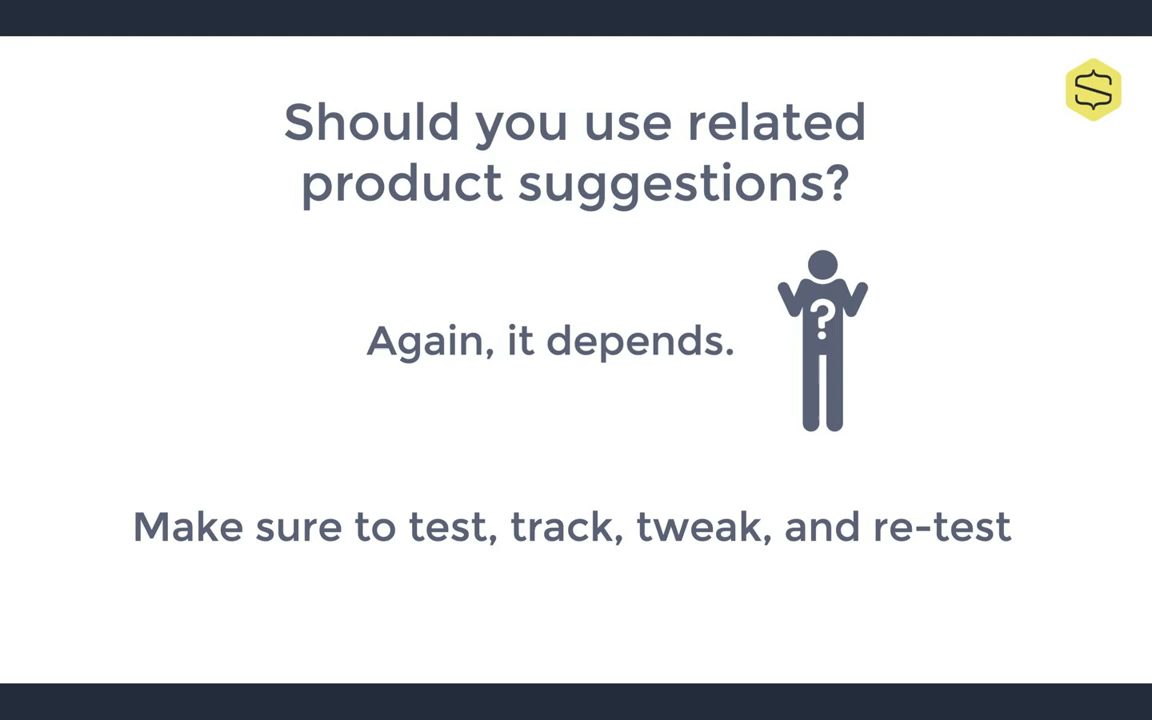 Should you use related
product suggestions?
Again, it depends.
?
Make sure to test, track, tweak, and re-test